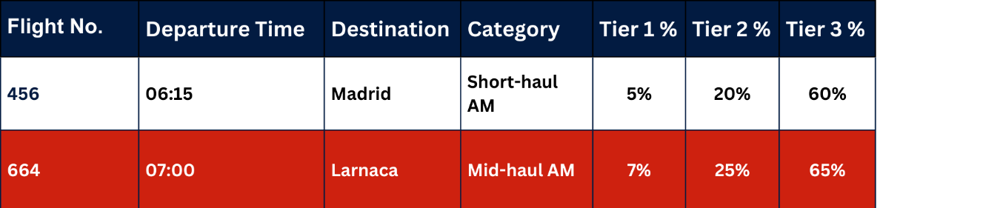 Flight No. Departure Time Destination Category Tier 1 % Tier 2 % Tier 3 %
456 06:15 Madrid Short-haul AM 5% 20% 60%
664 07:00 Larnaca Mid-haul AM 7% 25% 65%